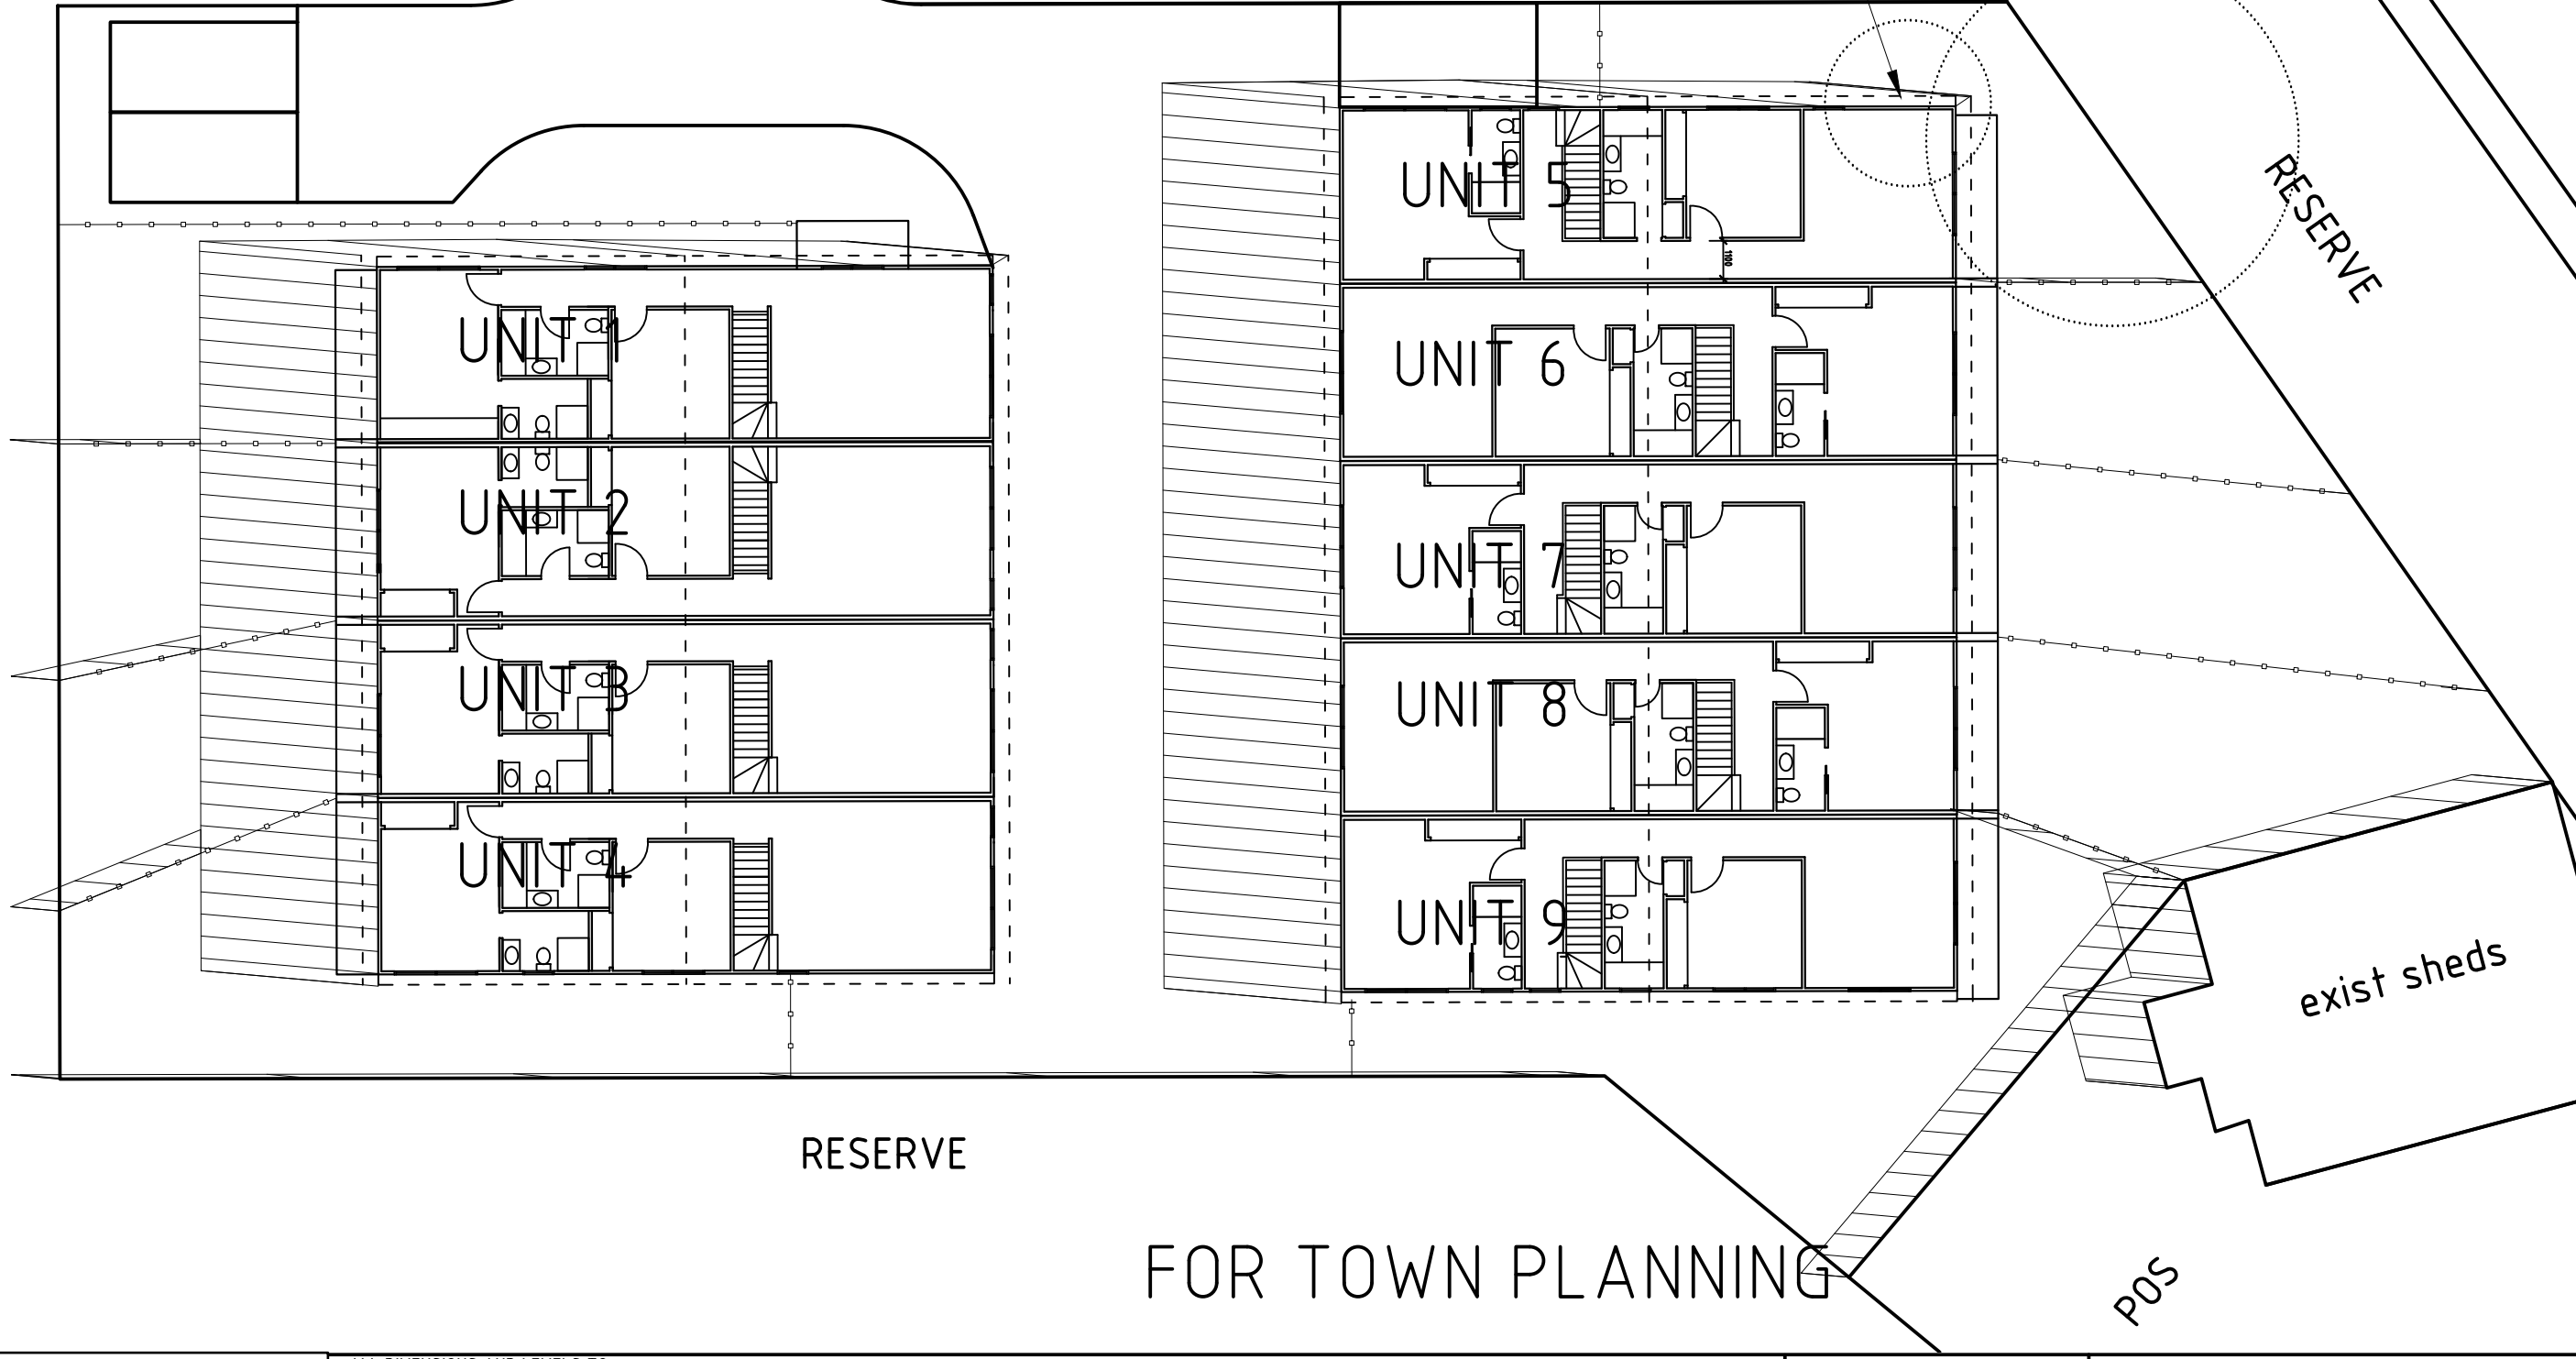 UNIT 5
RESERVE
1100
UNIT 1
UNIT 6
UNIT 2
UNIT 7
UNIT 3
UNIT 8
UNIT 4
UNIT 9
exist sheds
RESERVE
FOR TOWN PLANNING
POS